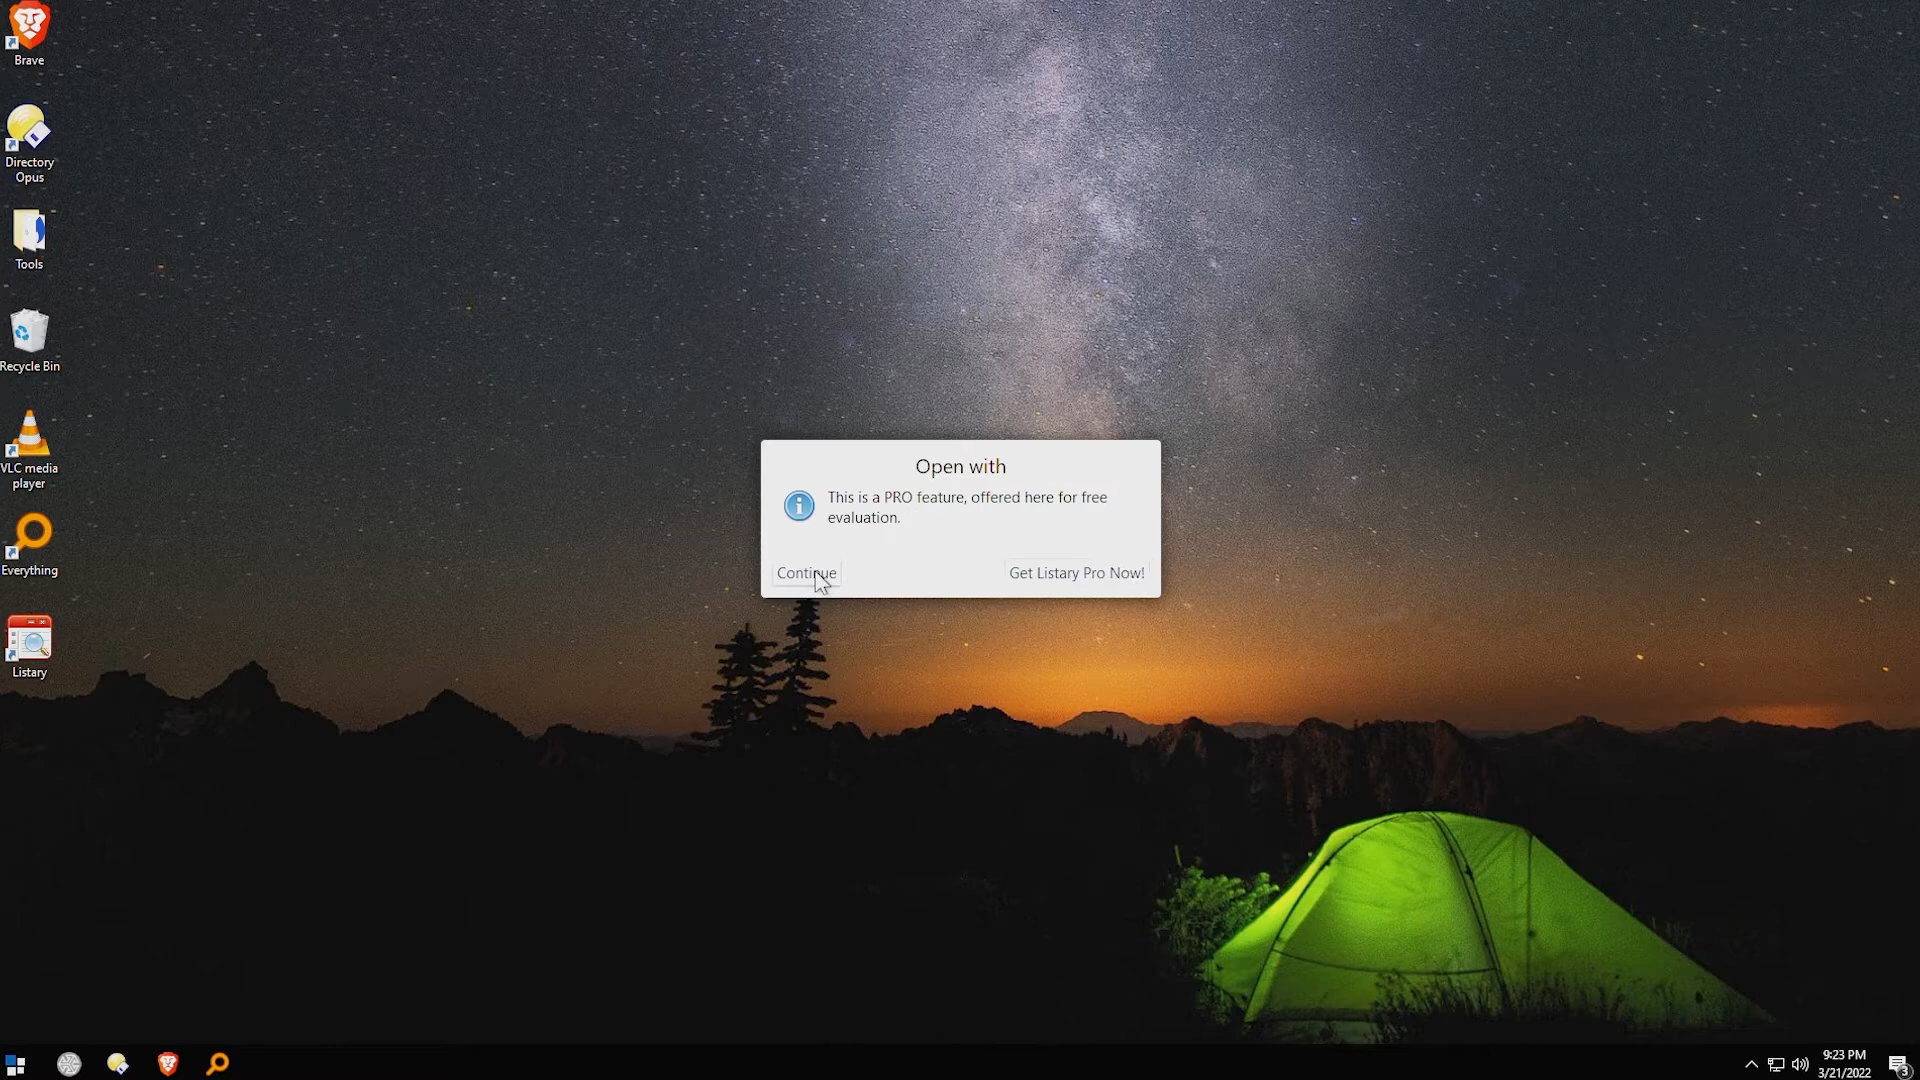 Brave
Directory
Opus
Tools
Recycle Bin
VLC media
player
Everything
Listary
Open with
This is a PRO feature, offered here for free
evaluation.
Continue
Get Listary Pro Now!
9:23 PM
3/21/2022
3